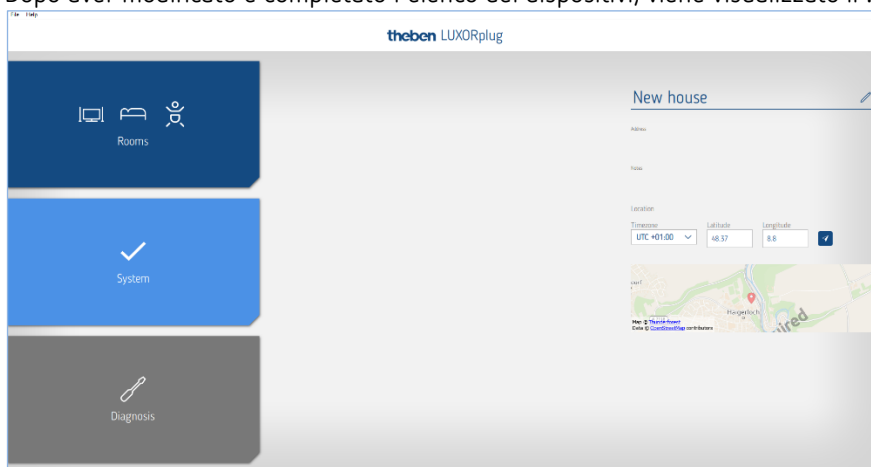 Dopo aver modificato e completato l'elenco dei dispositivi, viene visualizzato il
File Help
theben LUXORplug
Rooms
System
Diagnosis
New house
Address
Notes
Location
Timezone Latitude Longitude
UTC +01:00 48.37 8.8
Haigerloch
Map © Thunderforest
Data © OpenStreetMap contributors